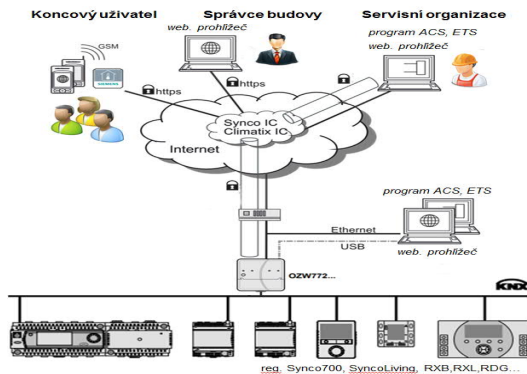 Koncový uživatel
Správce budovy
Servisní organizace
web. prohlížeč
program ACS, ETS
web. prohlížeč
GSM
SIEMENS
https
https
Synco IC
Climatix IC
Internet
program ACS, ETS
Ethernet
USB
web. prohlížeč
OZW772...
KNX
reg. Synco700, SyncoLiving, RXB,RXL,RDG...